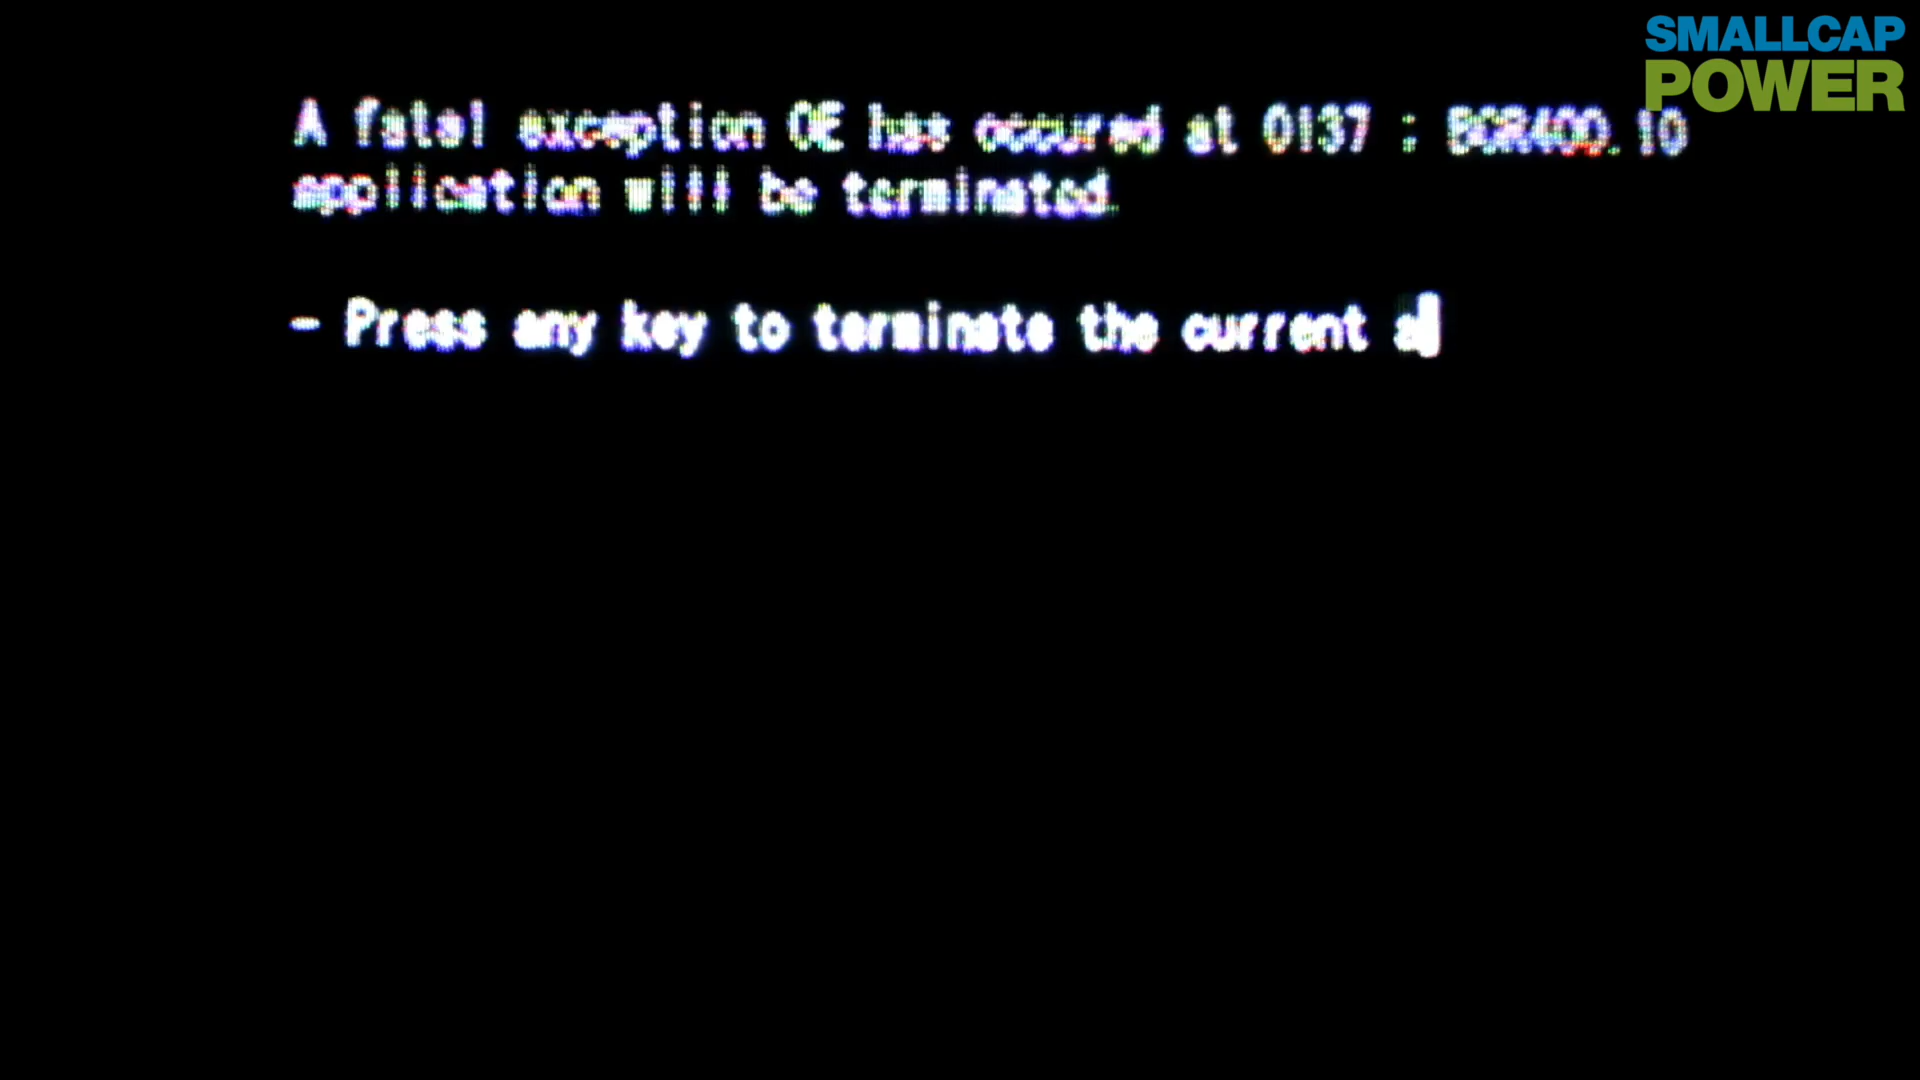 SMALLCAP
POWER
A fatal exception 0E has occured at 0137 :
application will be terminated.
- Press any key to terminate the current a